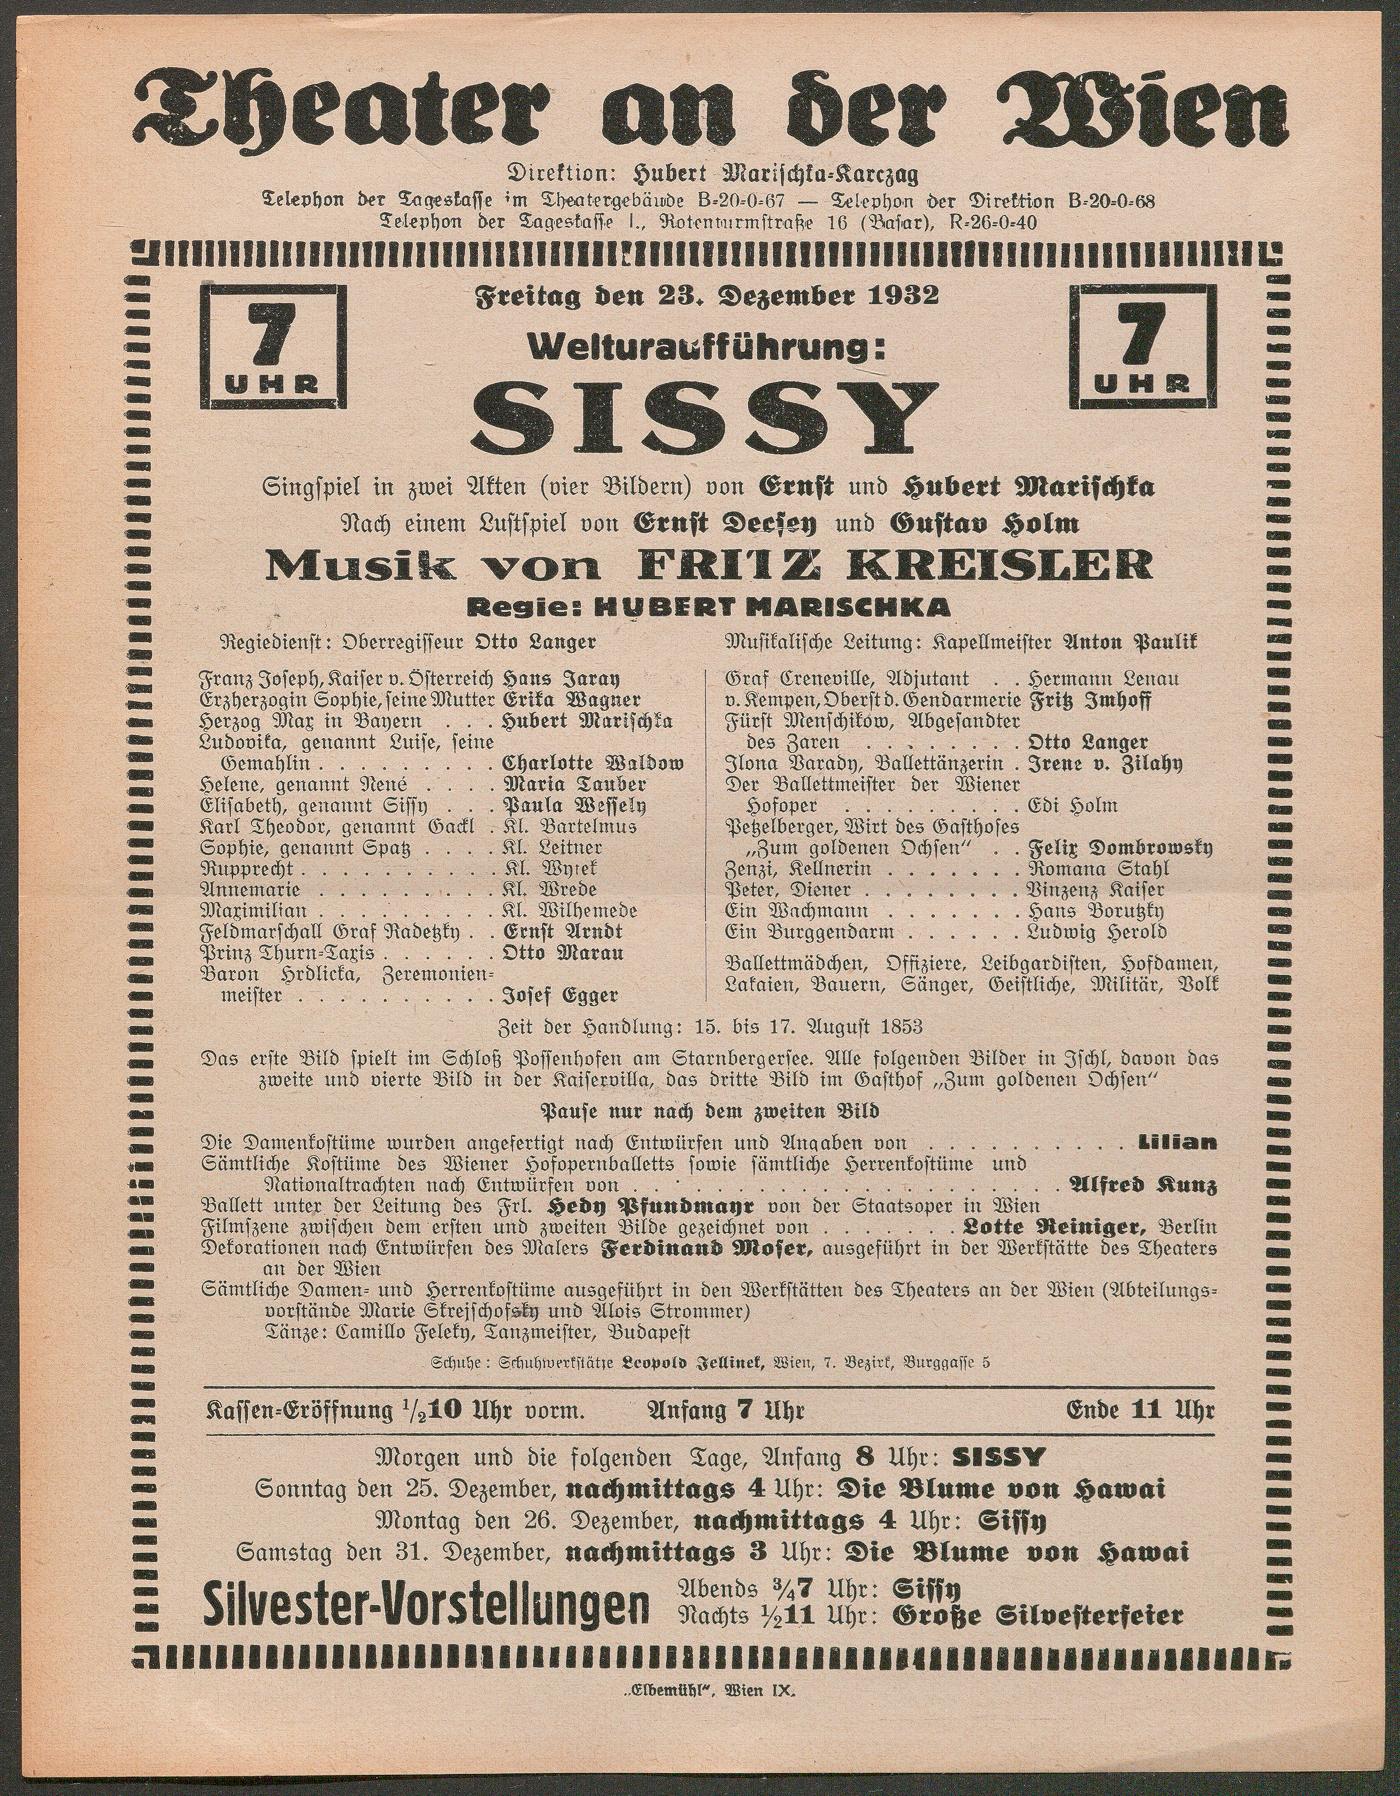 Theater an der Wien
Direktion: Hubert Marischka-Karczag
Telephon der Tageskasse im Theatergebäude B-20-0-67 — Telephon der Direktion B-20-0-68
Telephon der Tageskasse I., Rotenturmstraße 16 (Basar), R-26-0-40
7 UHR
Freitag den 23. Dezember 1932
7 UHR
Welturaufführung:
SISSY
Singspiel in zwei Akten (vier Bildern) von Ernst und Hubert Marischka
Nach einem Lustspiel von Ernst Decsey und Gustav Holm
Musik von FRITZ KREISLER
Regie: HUBERT MARISCHKA
Regiedienst: Oberregisseur Otto Langer
Musikalische Leitung: Kapellmeister Anton Paulik
Franz Joseph, Kaiser v. Österreich Hans Jaray
Erzherzogin Sophie, seine Mutter Erika Wagner
Herzog Max in Bayern . . . Hubert Marischka
Ludovika, genannt Luise, seine
Gemahlin . . . . . . . . . Charlotte Waldow
Helene, genannt Nené . . . . Maria Tauber
Elisabeth, genannt Sissy . . . Paula Wessely
Karl Theodor, genannt Gackl . Kl. Bartelmus
Sophie, genannt Spatz . . . . Kl. Leitner
Rupprecht . . . . . . . . . . Kl. Wyrek
Annemarie . . . . . . . . . Kl. Wrede
Maximilian . . . . . . . . . Kl. Wilhemede
Feldmarschall Graf Radetzky . . Ernst Arndt
Prinz Thurn-Taxis . . . . . . Otto Marau
Baron Hrdlicka, Zeremonien-
meister . . . . . . . . . . Josef Egger
Graf Creneville, Adjutant . . Hermann Lenau
v. Kempen, Oberst d. Gendarmerie Fritz Imhoff
Fürst Menschikow, Abgesandter
des Zaren . . . . . . . . Otto Langer
Ilona Varady, Ballettänzerin . Irene v. Zilahy
Der Ballettmeister der Wiener
Hofoper . . . . . . . . . Edi Holm
Petzelberger, Wirt des Gasthofes
„Zum goldenen Ochsen“ . . Felix Dombrowsky
Zenzi, Kellnerin . . . . . . . Romana Stahl
Peter, Diener . . . . . . . . Vinzenz Kaiser
Ein Wachmann . . . . . . . Hans Borutzky
Ein Burggendarm . . . . . . Ludwig Herold
Ballettmädchen, Offiziere, Leibgardisten, Hofdamen,
Lakaien, Bauern, Sänger, Geistliche, Militär, Volk
Zeit der Handlung: 15. bis 17. August 1853
Das erste Bild spielt im Schloß Possenhofen am Starnbergersee. Alle folgenden Bilder in Ischl, davon das
zweite und vierte Bild in der Kaiservilla, das dritte Bild im Gasthof „Zum goldenen Ochsen“
Pause nur nach dem zweiten Bild
Die Damenkostüme wurden angefertigt nach Entwürfen und Angaben von . . . . . . . . . . Lilian
Sämtliche Kostüme des Wiener Hofopernballetts sowie sämtliche Herrenkostüme und
Nationaltrachten nach Entwürfen von . . . . . . . . . . . . . . . . . . . . Alfred Kunz
Ballett unter der Leitung des Frl. Hedy Pfundmayr von der Staatsoper in Wien
Filmszene zwischen dem ersten und zweiten Bilde gezeichnet von . . . . . . . Lotte Reiniger, Berlin
Dekorationen nach Entwürfen des Malers Ferdinand Moser, ausgeführt in der Werkstätte des Theaters
an der Wien
Sämtliche Damen- und Herrenkostüme ausgeführt in den Werkstätten des Theaters an der Wien (Abteilungs-
vorstände Marie Skrejschofsky und Alois Strommer)
Tänze: Camillo Feleky, Tanzmeister, Budapest
Schuhe: Schuhwerkstätte Leopold Jellinek, Wien, 7. Bezirk, Burggasse 5
Kassen-Eröffnung 1/2 10 Uhr vorm. Anfang 7 Uhr Ende 11 Uhr
Morgen und die folgenden Tage, Anfang 8 Uhr: SISSY
Sonntag den 25. Dezember, nachmittags 4 Uhr: Die Blume von Hawai
Montag den 26. Dezember, nachmittags 4 Uhr: Sissy
Samstag den 31. Dezember, nachmittags 3 Uhr: Die Blume von Hawai
Silvester-Vorstellungen
Abends 3/4 7 Uhr: Sissy
Nachts 1/2 11 Uhr: Große Silvesterfeier
„Elbemühl“, Wien IX.